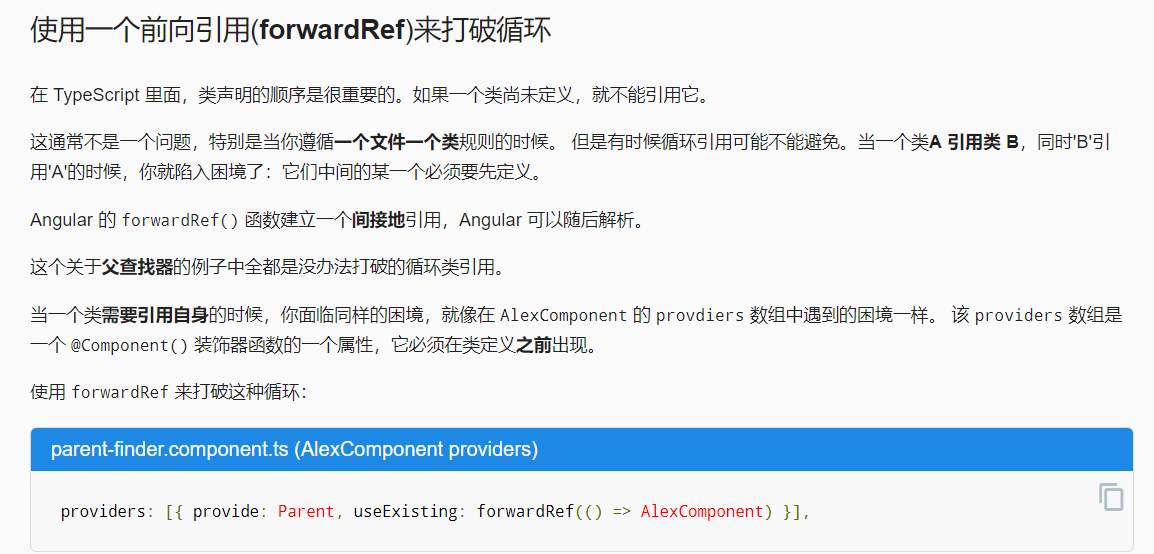 使用一个前向引用(forwardRef)来打破循环
在 TypeScript 里面，类声明的顺序是很重要的。如果一个类尚未定义，就不能引用它。
这通常不是一个问题，特别是当你遵循一个文件一个类规则的时候。 但是有时候循环引用可能不能避免。当一个类A 引用类 B，同时'B'引
用'A'的时候，你就陷入困境了：它们中间的某一个必须要先定义。
Angular 的 forwardRef() 函数建立一个间接地引用，Angular 可以随后解析。
这个关于父查找器的例子中全都是没办法打破的循环类引用。
当一个类需要引用自身的时候，你面临同样的困境，就像在 AlexComponent 的 provdiers 数组中遇到的困境一样。 该 providers 数组是
一个 @Component() 装饰器函数的一个属性，它必须在类定义之前出现。
使用 forwardRef 来打破这种循环：
parent-finder.component.ts (AlexComponent providers)
providers: [{ provide: Parent, useExisting: forwardRef(() => AlexComponent) }],